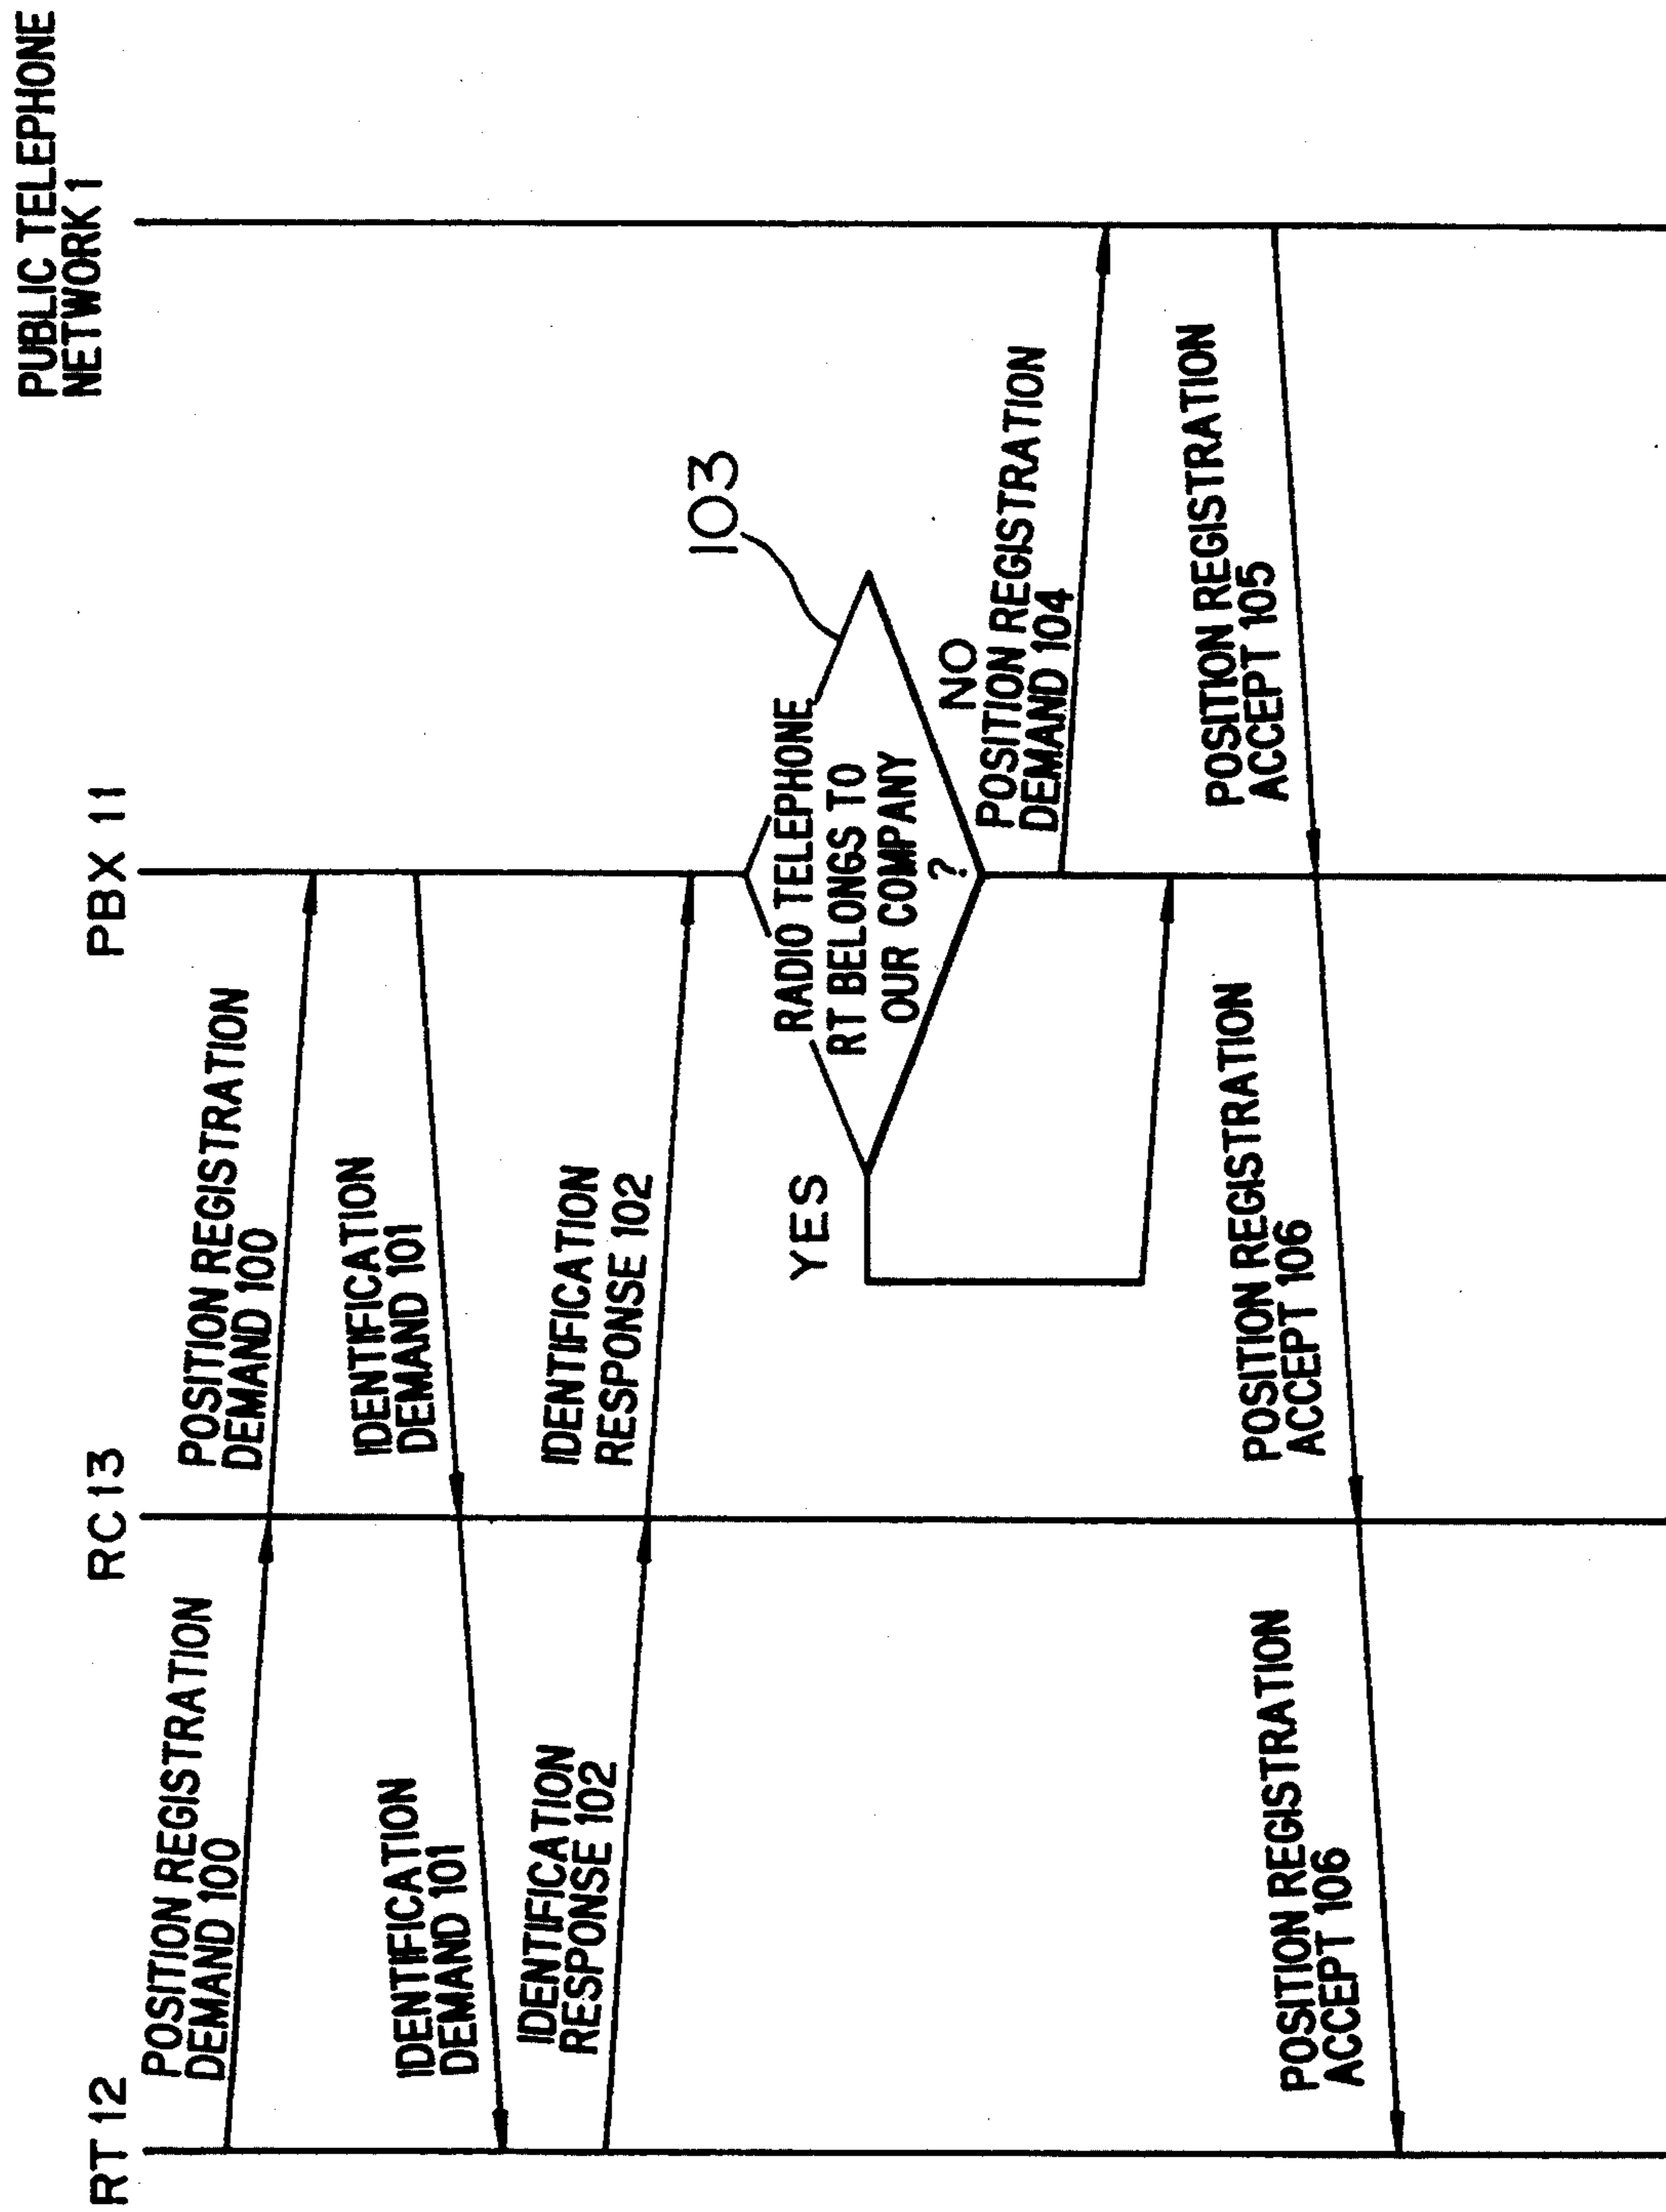 RT 12
RC 13
PBX 11
PUBLIC TELEPHONE
NETWORK 1
POSITION REGISTRATION
DEMAND 100
POSITION REGISTRATION
DEMAND 100
IDENTIFICATION
DEMAND 101
IDENTIFICATION
DEMAND 101
IDENTIFICATION
RESPONSE 102
IDENTIFICATION
RESPONSE 102
103
RADIO TELEPHONE
RT BELONGS TO
OUR COMPANY
?
YES
NO
POSITION REGISTRATION
DEMAND 104
POSITION REGISTRATION
ACCEPT 105
POSITION REGISTRATION
ACCEPT 106
POSITION REGISTRATION
ACCEPT 106